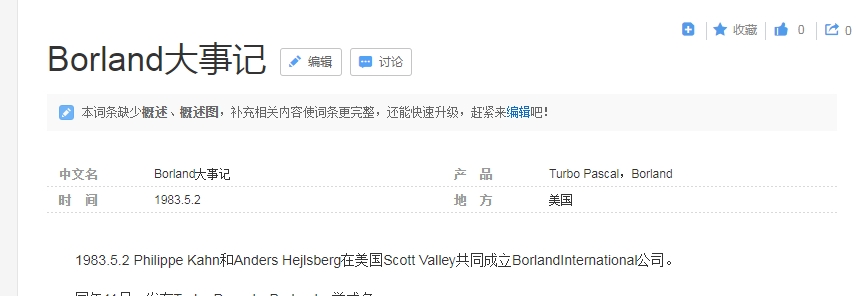 收藏 0 0
Borland大事记 编辑 讨论
本词条缺少概述、概述图，补充相关内容使词条更完整，还能快速升级，赶紧来编辑吧！
中文名 Borland大事记 产 品 Turbo Pascal，Borland
时 间 1983.5.2 地 方 美国
1983.5.2 Philippe Kahn和Anders Hejlsberg在美国Scott Valley共同成立BorlandInternational公司。